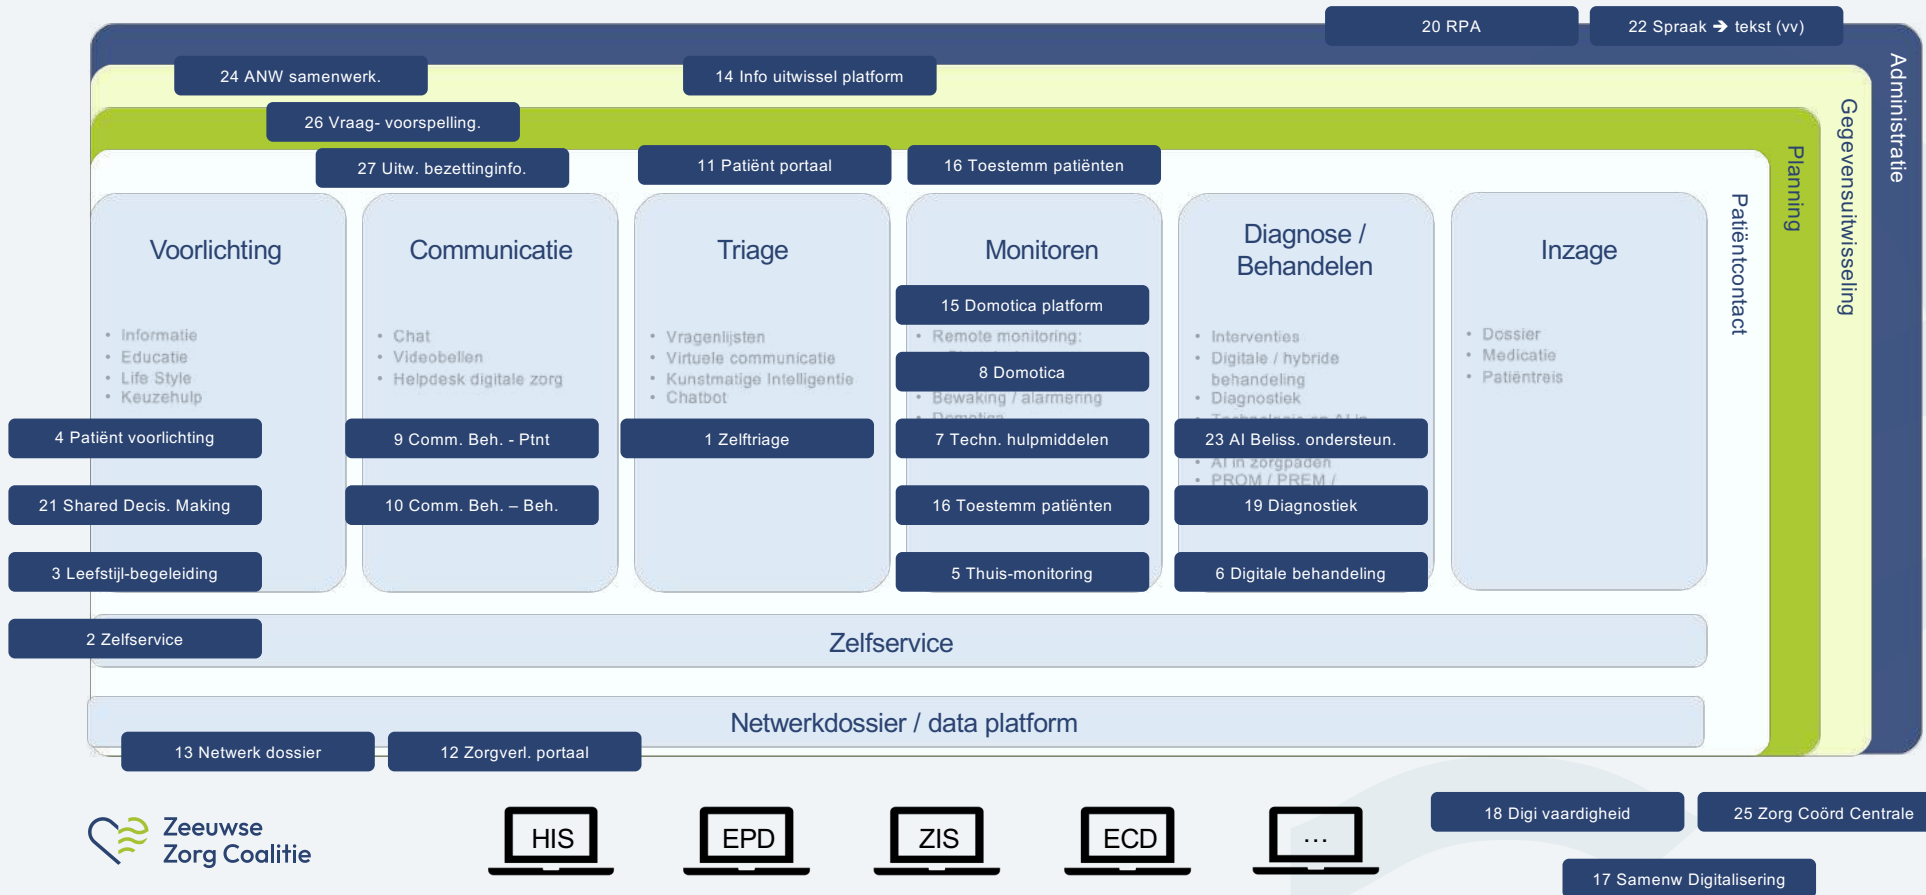 20 RPA
22 Spraak ➔ tekst (vv)
24 ANW samenwerk.
14 Info uitwissel platform
26 Vraag- voorspelling.
27 Uitw. bezettinginfo.
11 Patiënt portaal
16 Toestemm patiënten
Administratie
Gegevensuitwisseling
Planning
Patiëntcontact
Voorlichting
• Informatie
• Educatie
• Life Style
• Keuzehulp
4 Patiënt voorlichting
21 Shared Decis. Making
3 Leefstijl-begeleiding
Communicatie
• Chat
• Videobellen
• Helpdesk digitale zorg
9 Comm. Beh. - Ptnt
10 Comm. Beh. – Beh.
Triage
• Vragenlijsten
• Virtuele communicatie
• Kunstmatige Intelligentie
• Chatbot
1 Zelftriage
Monitoren
15 Domotica platform
• Remote monitoring:
8 Domotica
Bewaking / alarmering
7 Techn. hulpmiddelen
16 Toestemm patiënten
5 Thuis-monitoring
Diagnose /
Behandelen
• Interventies
• Digitale / hybride
behandeling
• Diagnostiek
23 AI Beliss. ondersteun.
• AI in zorgpaden
• PROM / PREM /
19 Diagnostiek
6 Digitale behandeling
Inzage
• Dossier
• Medicatie
• Patiëntreis
2 Zelfservice
Zelfservice
Netwerkdossier / data platform
13 Netwerk dossier
12 Zorgverl. portaal
Zeeuwse
Zorg Coalitie
HIS
EPD
ZIS
ECD
...
18 Digi vaardigheid
25 Zorg Coörd Centrale
17 Samenw Digitalisering